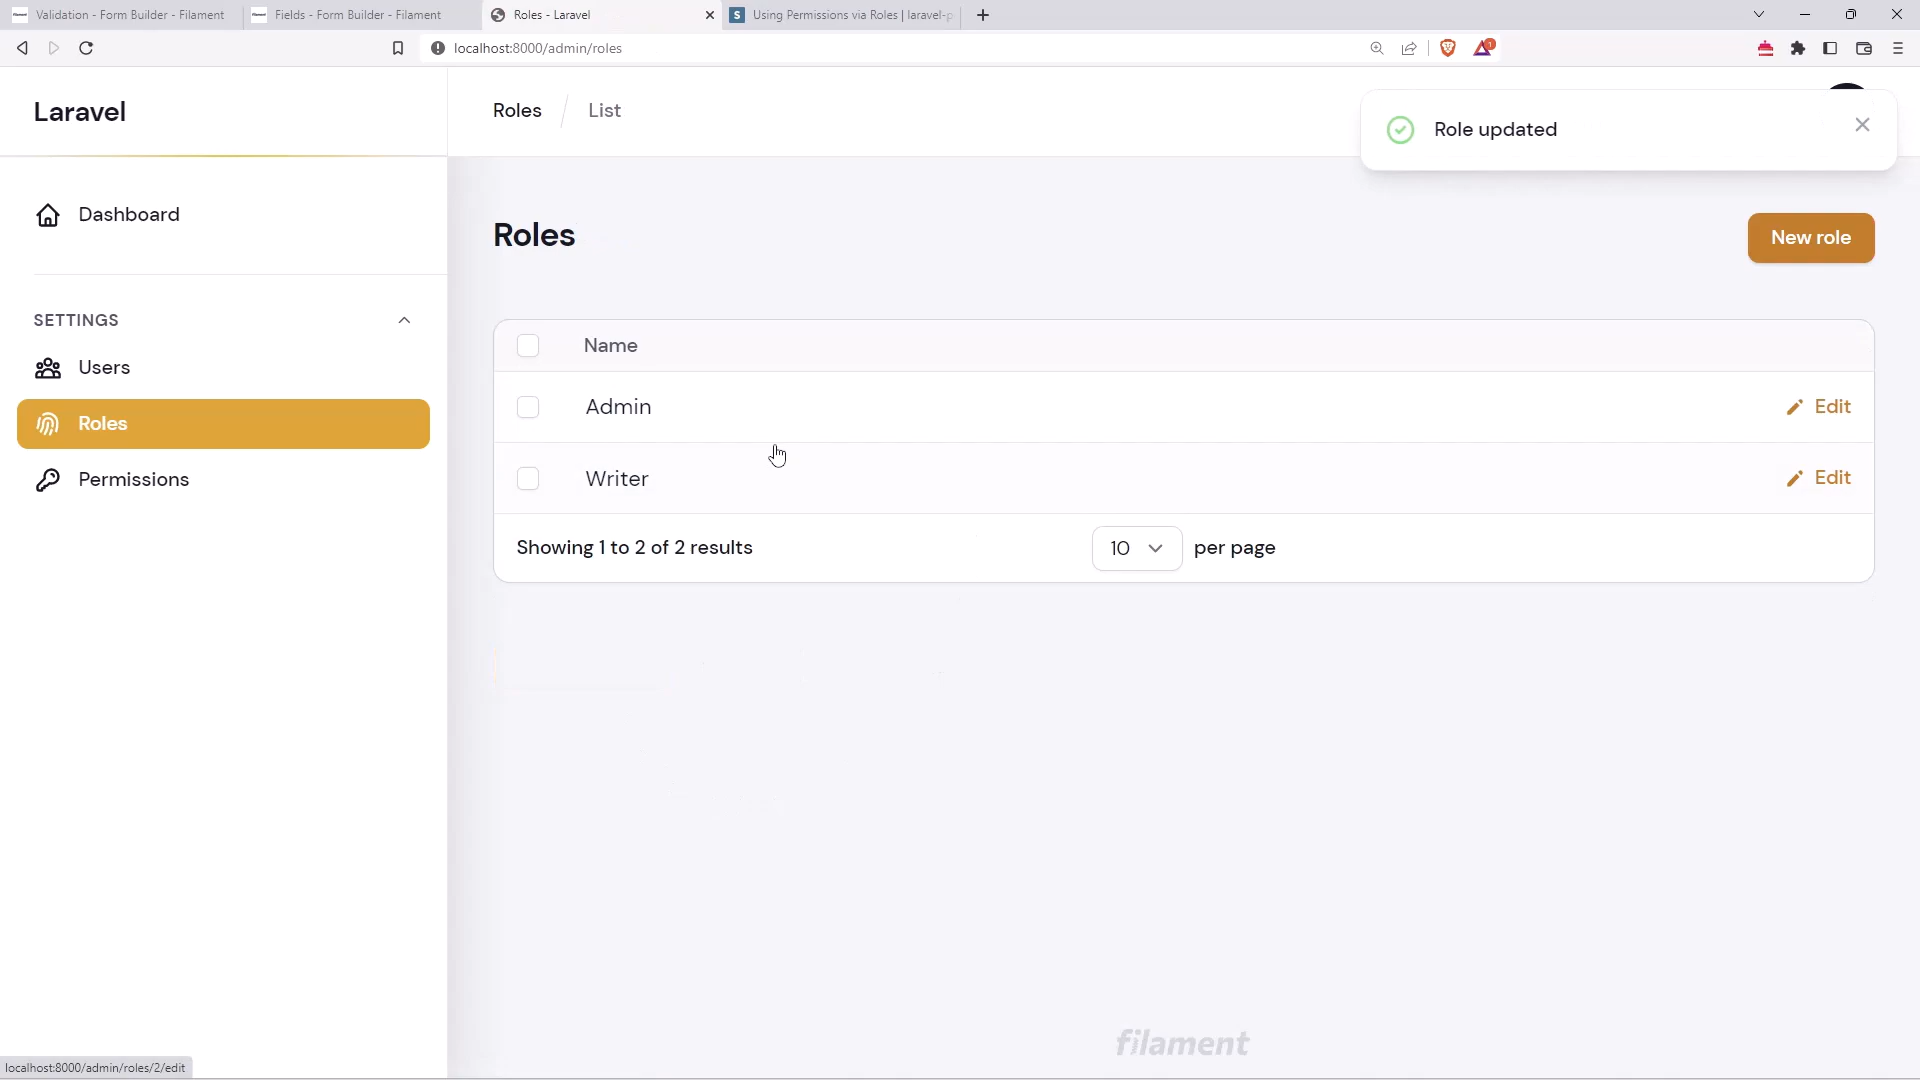 Validation - Form Builder - Filament
Fields - Form Builder - Filament
Roles - Laravel
S
Using Permissions via Roles | laravel-p
localhost:8000/admin/roles
1
Laravel
Roles
List
Role updated
Dashboard
Roles
New role
SETTINGS
Users
Roles
Permissions
Name
Admin
Edit
Writer
Edit
Showing 1 to 2 of 2 results
10
per page
filament
localhost:8000/admin/roles/2/edit